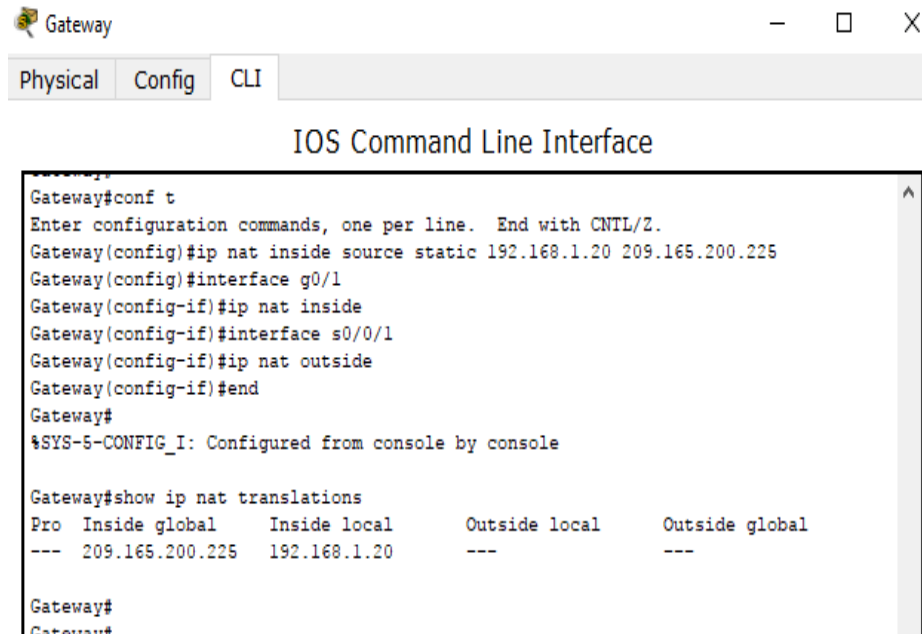 Gateway
Physical Config CLI
IOS Command Line Interface
Gateway#conf t
Enter configuration commands, one per line.  End with CNTL/Z.
Gateway(config)#ip nat inside source static 192.168.1.20 209.165.200.225
Gateway(config)#interface g0/1
Gateway(config-if)#ip nat inside
Gateway(config-if)#interface s0/0/1
Gateway(config-if)#ip nat outside
Gateway(config-if)#end
Gateway#
%SYS-5-CONFIG_I: Configured from console by console
Gateway#show ip nat translations
Pro  Inside global     Inside local       Outside local      Outside global
---  209.165.200.225   192.168.1.20       ---                ---
Gateway#
Gateway#